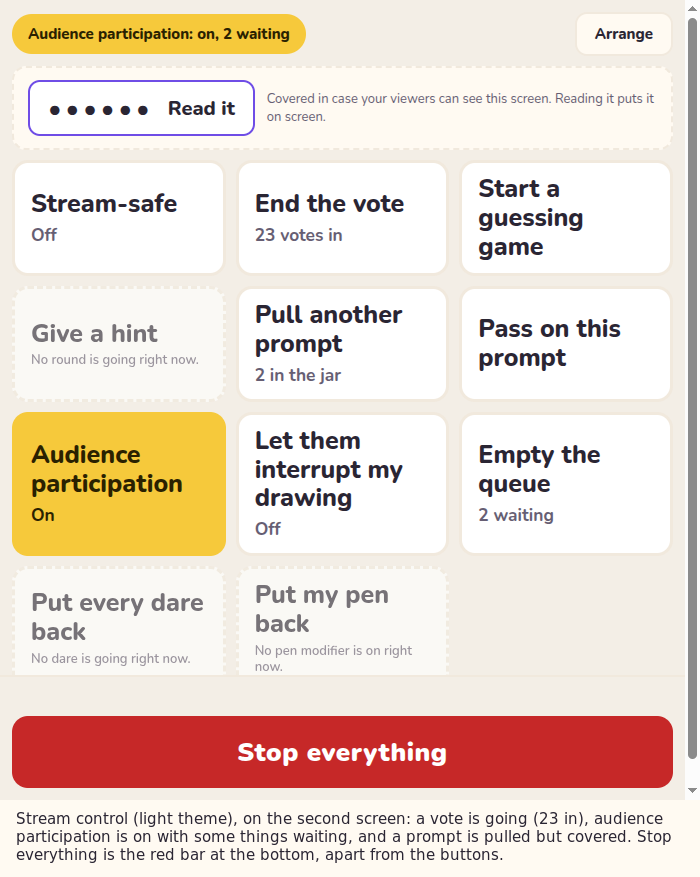 Audience participation: on, 2 waiting
Arrange
●●●●●● Read it
Covered in case your viewers can see this screen. Reading it puts it
on screen.
Stream-safe
Off
End the vote
23 votes in
Start a
guessing
game
Give a hint
No round is going right now.
Pull another
prompt
2 in the jar
Pass on this
prompt
Audience
participation
On
Let them
interrupt my
drawing
Off
Empty the
queue
2 waiting
Put every dare
back
No dare is going right now.
Put my pen
back
No pen modifier is on right
now.
Stop everything
Stream control (light theme), on the second screen: a vote is going (23 in), audience
participation is on with some things waiting, and a prompt is pulled but covered. Stop
everything is the red bar at the bottom, apart from the buttons.